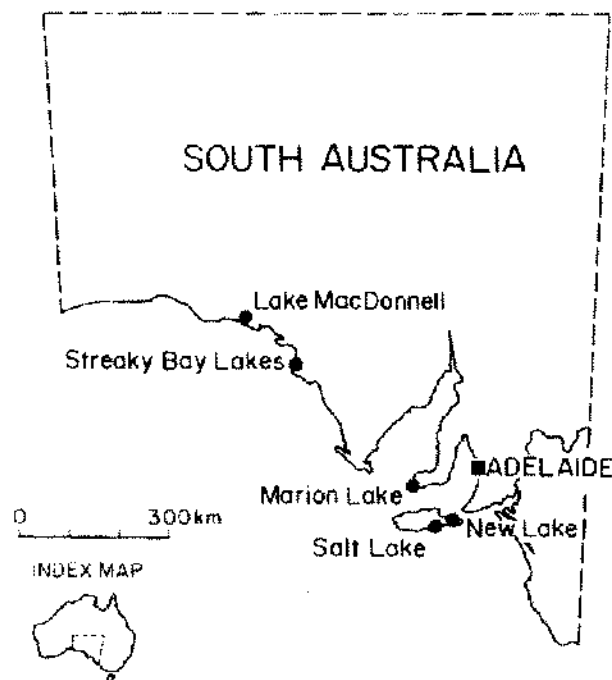 SOUTH AUSTRALIA
Lake MacDonnell
Streaky Bay Lakes
ADELAIDE
Marion Lake
New Lake
Salt Lake
0 300km
INDEX MAP